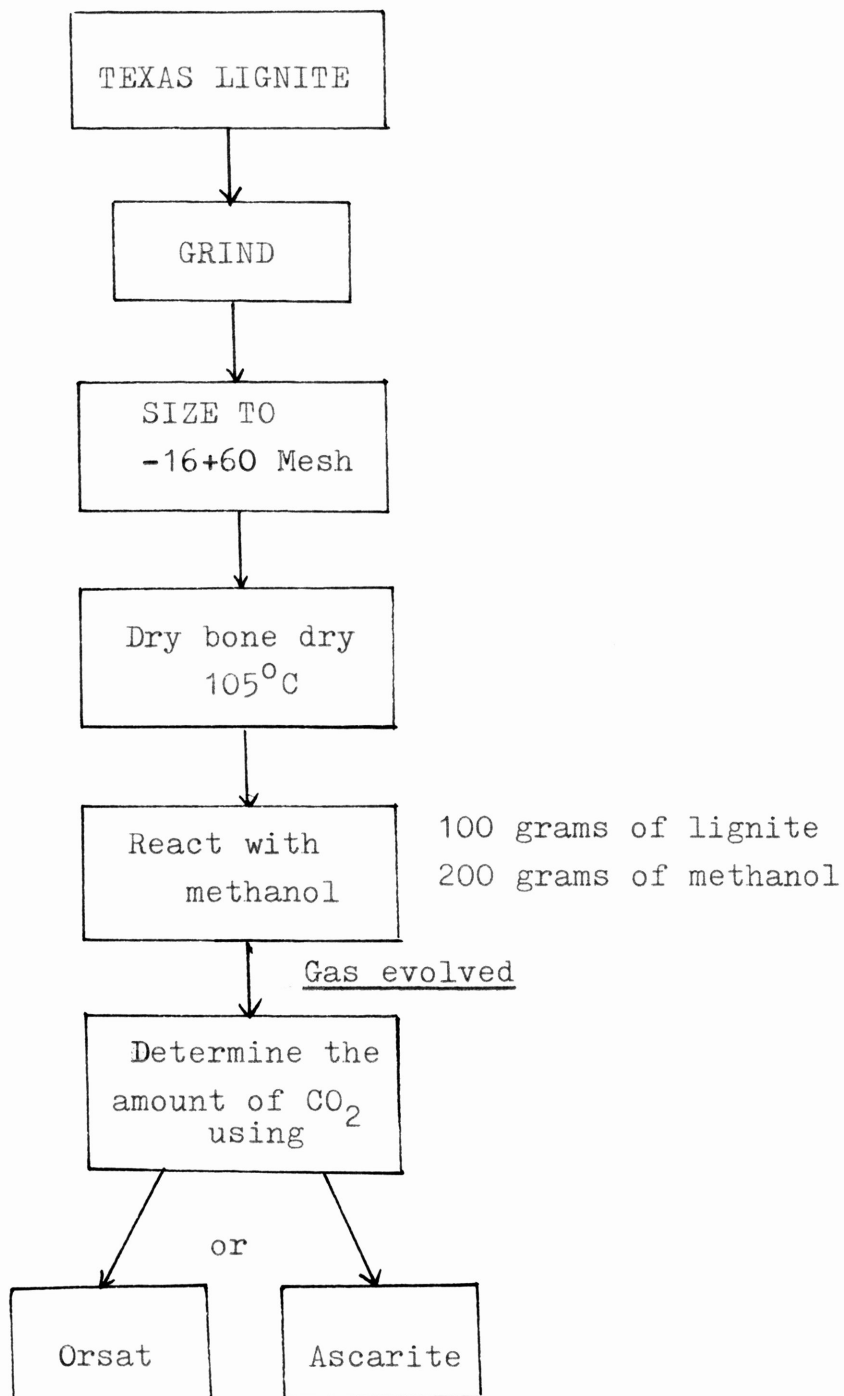 TEXAS LIGNITE
GRIND
SIZE TO
-16+60 Mesh
Dry bone dry
105°C
React with
methanol
100 grams of lignite
200 grams of methanol
Gas evolved
Determine the
amount of CO₂
using
or
Orsat
Ascarite